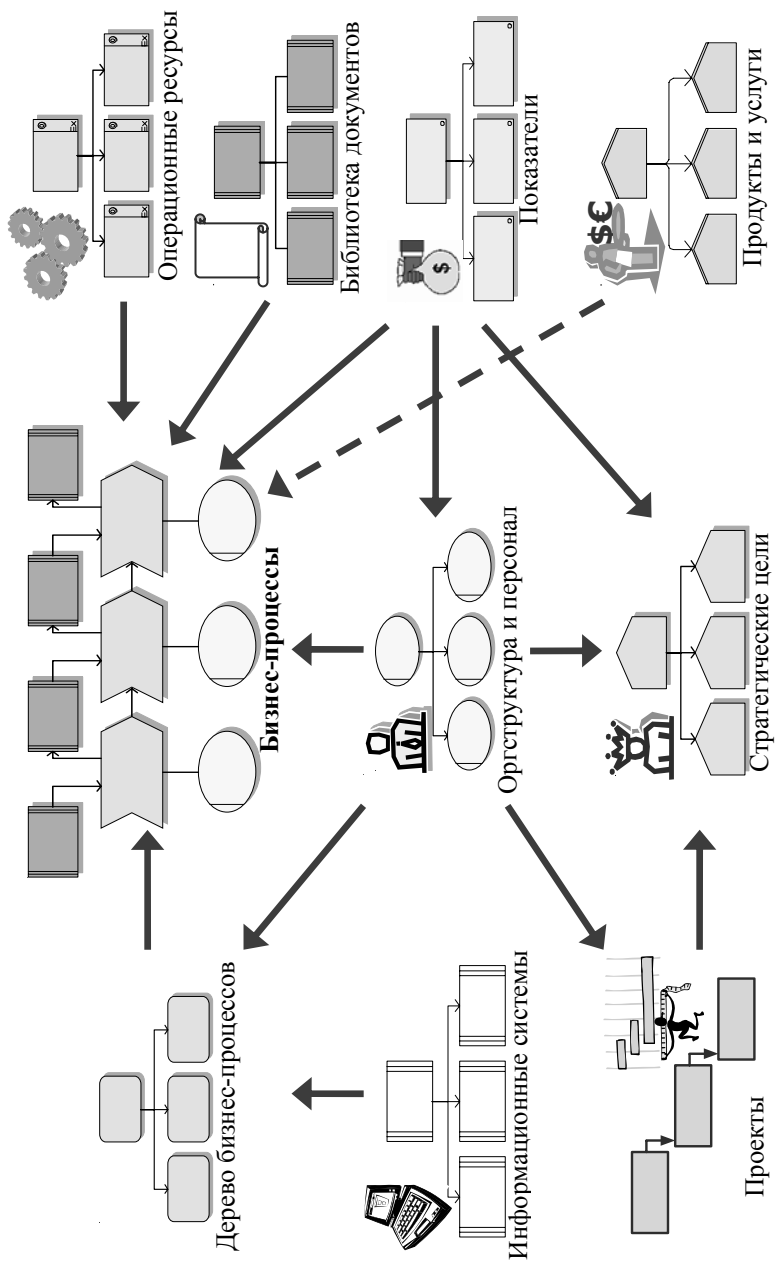 Дерево бизнес-процессов
Бизнес-процессы
Операционные ресурсы
Библиотека документов
Информационные системы
Оргструктура и персонал
$
Показатели
Проекты
Стратегические цели
$€
Продукты и услуги